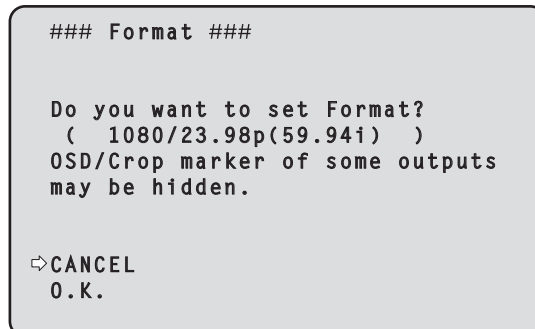 ### Format ###
Do you want to set Format?
( 1080/23.98p(59.94i) )
OSD/Crop marker of some outputs
may be hidden.
⇨CANCEL
O.K.